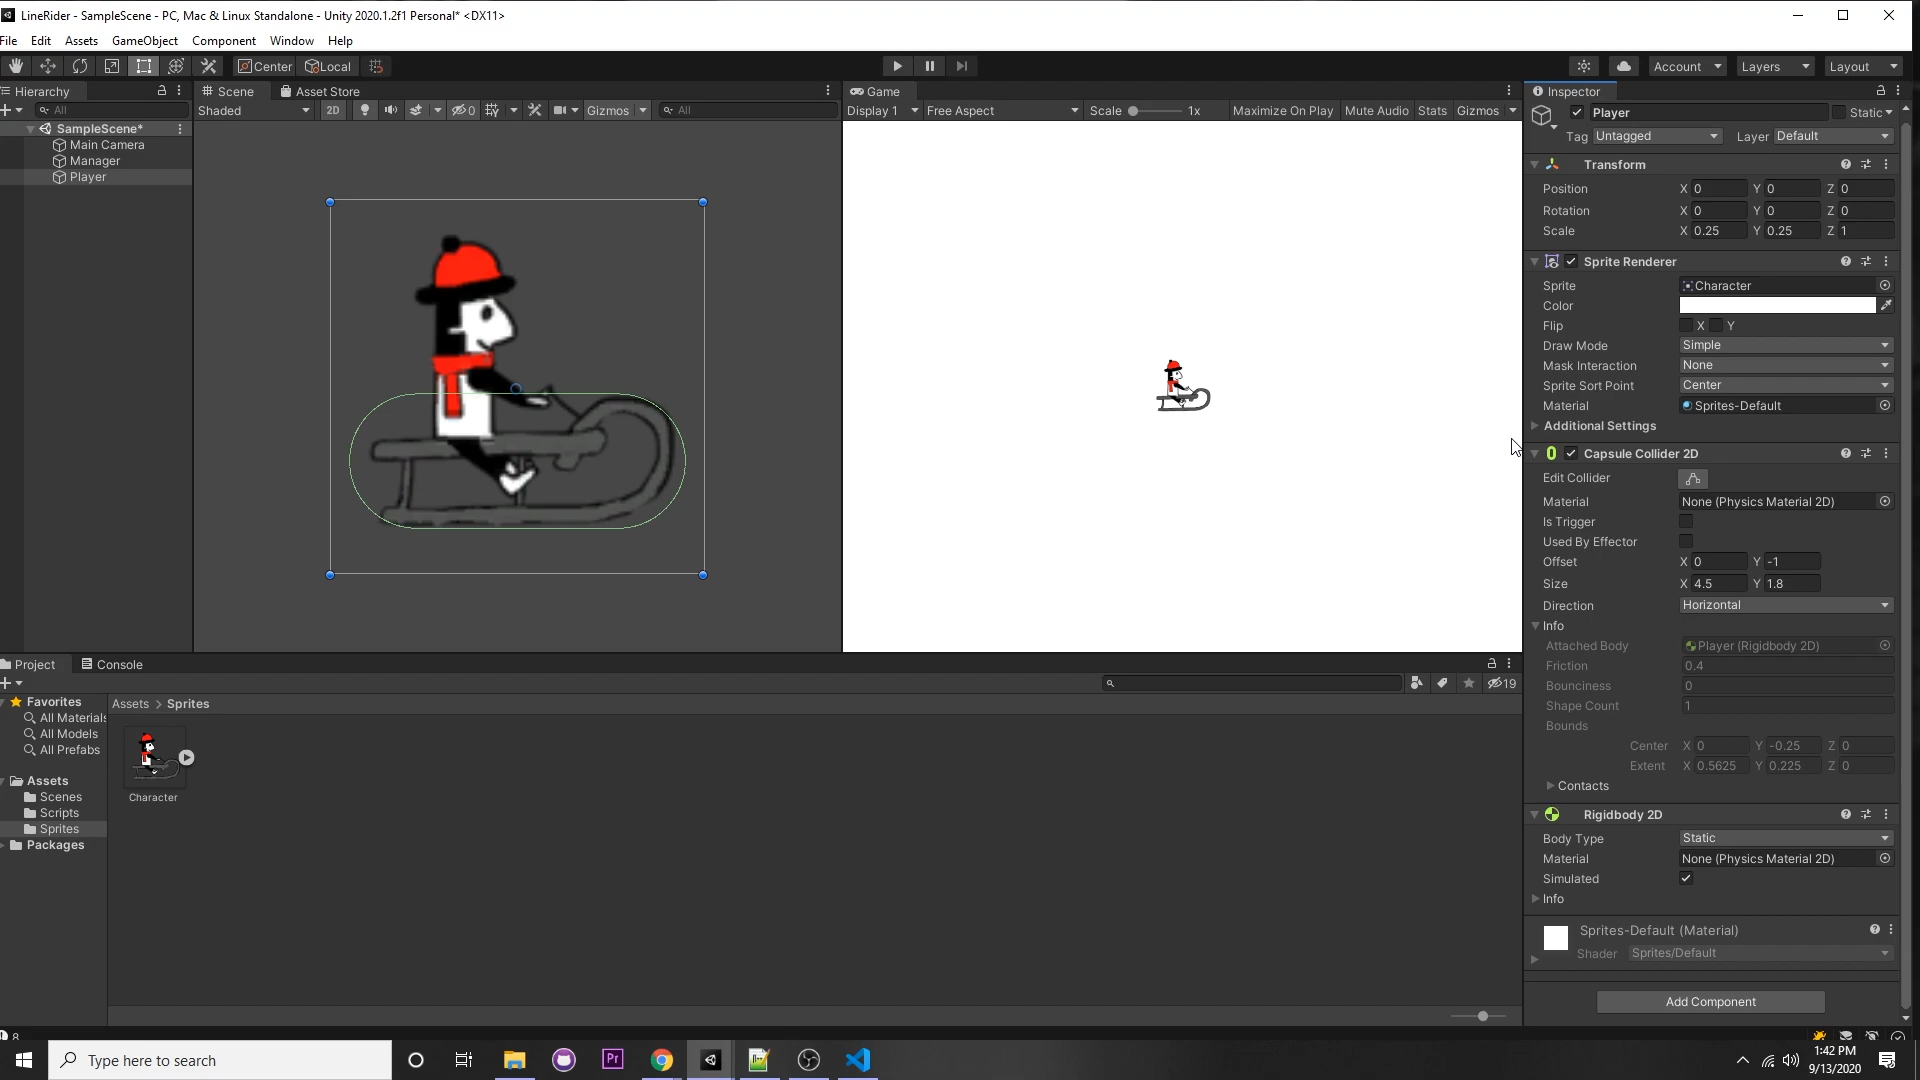 LineRider - SampleScene - PC, Mac & Linux Standalone - Unity 2020.1.2f1 Personal* <DX11>
File Edit Assets GameObject Component Window Help
Center Local Account Layers Layout
Hierarchy
All
SampleScene*
Main Camera
Manager
Player
Scene Asset Store
Shaded 2D 0 Gizmos All
Game
Display 1 Free Aspect Scale 1x Maximize On Play Mute Audio Stats Gizmos
Inspector
Player Static
Tag Untagged Layer Default
Transform
Position X 0 Y 0 Z 0
Rotation X 0 Y 0 Z 0
Scale X 0.25 Y 0.25 Z 1
Sprite Renderer
Sprite Character
Color
Flip X Y
Draw Mode Simple
Mask Interaction None
Sprite Sort Point Center
Material Sprites-Default
Additional Settings
Capsule Collider 2D
Edit Collider
Material None (Physics Material 2D)
Is Trigger
Used By Effector
Offset X 0 Y -1
Size X 4.5 Y 1.8
Direction Horizontal
Info
Attached Body Player (Rigidbody 2D)
Friction 0.4
Bounciness 0
Shape Count 1
Bounds
Center X 0 Y -0.25 Z 0
Extent X 0.5625 Y 0.225 Z 0
Contacts
Rigidbody 2D
Body Type Static
Material None (Physics Material 2D)
Simulated
Info
Sprites-Default (Material)
Shader Sprites/Default
Add Component
Project Console
19
Favorites
All Materials
All Models
All Prefabs
Assets
Scenes
Scripts
Sprites
Packages
Assets > Sprites
Character
8
Type here to search
Pr
1:42 PM
9/13/2020